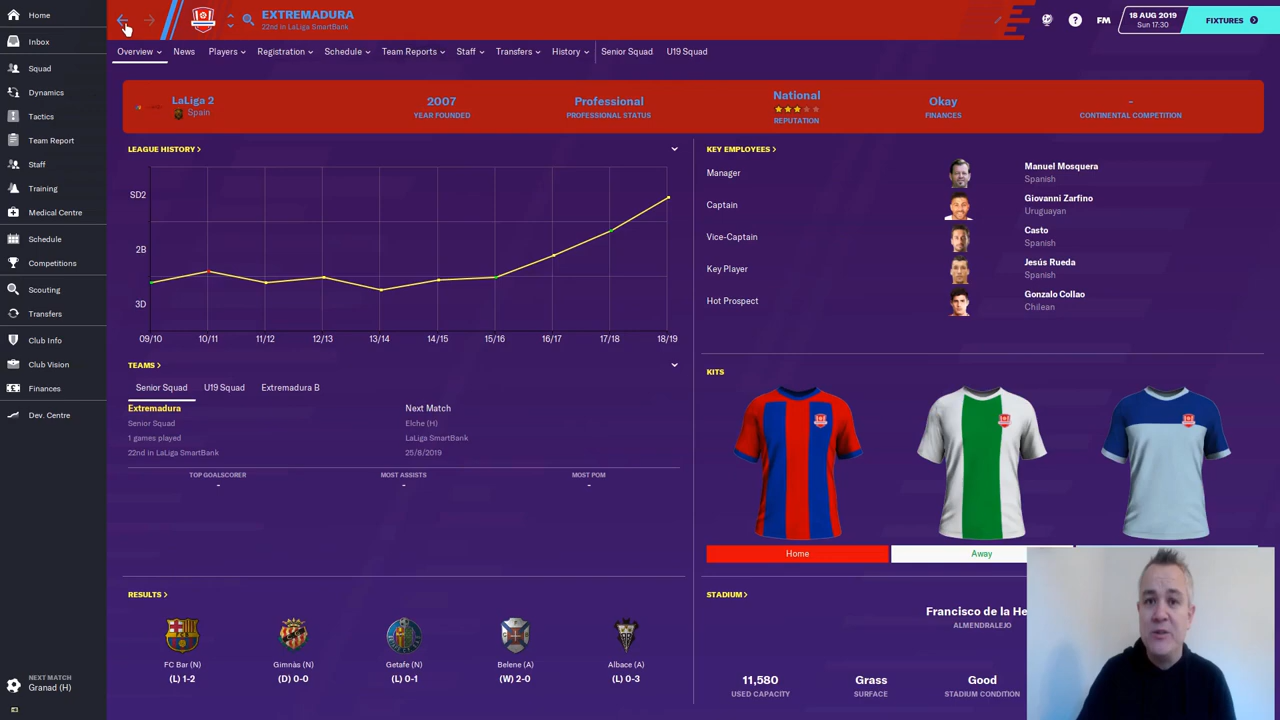 Home
Inbox
Squad
Dynamics
Tactics
Team Report
Staff
Training
Medical Centre
Schedule
Competitions
Scouting
Transfers
Club Info
Club Vision
Finances
Dev. Centre
NEXT MATCH
Granad (H)
EXTREMADURA
22nd in LaLiga SmartBank
?
FM
18 AUG 2019
Sun 17:30
FIXTURES
Overview
News
Players
Registration
Schedule
Team Reports
Staff
Transfers
History
Senior Squad
U19 Squad
LaLiga 2
Spain
2007
YEAR FOUNDED
Professional
PROFESSIONAL STATUS
National
REPUTATION
Okay
FINANCES
-
CONTINENTAL COMPETITION
LEAGUE HISTORY >
SD2
2B
3D
09/10 10/11 11/12 12/13 13/14 14/15 15/16 16/17 17/18 18/19
TEAMS >
Senior Squad U19 Squad Extremadura B
Extremadura
Senior Squad
1 games played
22nd in LaLiga SmartBank
Next Match
Elche (H)
LaLiga SmartBank
25/8/2019
TOP GOALSCORER
-
MOST ASSISTS
-
MOST POM
-
RESULTS >
FC Bar (N)
(L) 1-2
Gimnàs (N)
(D) 0-0
Getafe (N)
(L) 0-1
Belene (A)
(W) 2-0
Albace (A)
(L) 0-3
KEY EMPLOYEES >
Manager
Manuel Mosquera
Spanish
Captain
Giovanni Zarfino
Uruguayan
Vice-Captain
Casto
Spanish
Key Player
Jesús Rueda
Spanish
Hot Prospect
Gonzalo Collao
Chilean
KITS
Home
Away
STADIUM >
Francisco de la He
ALMENDRALEJO
11,580
USED CAPACITY
Grass
SURFACE
Good
STADIUM CONDITION